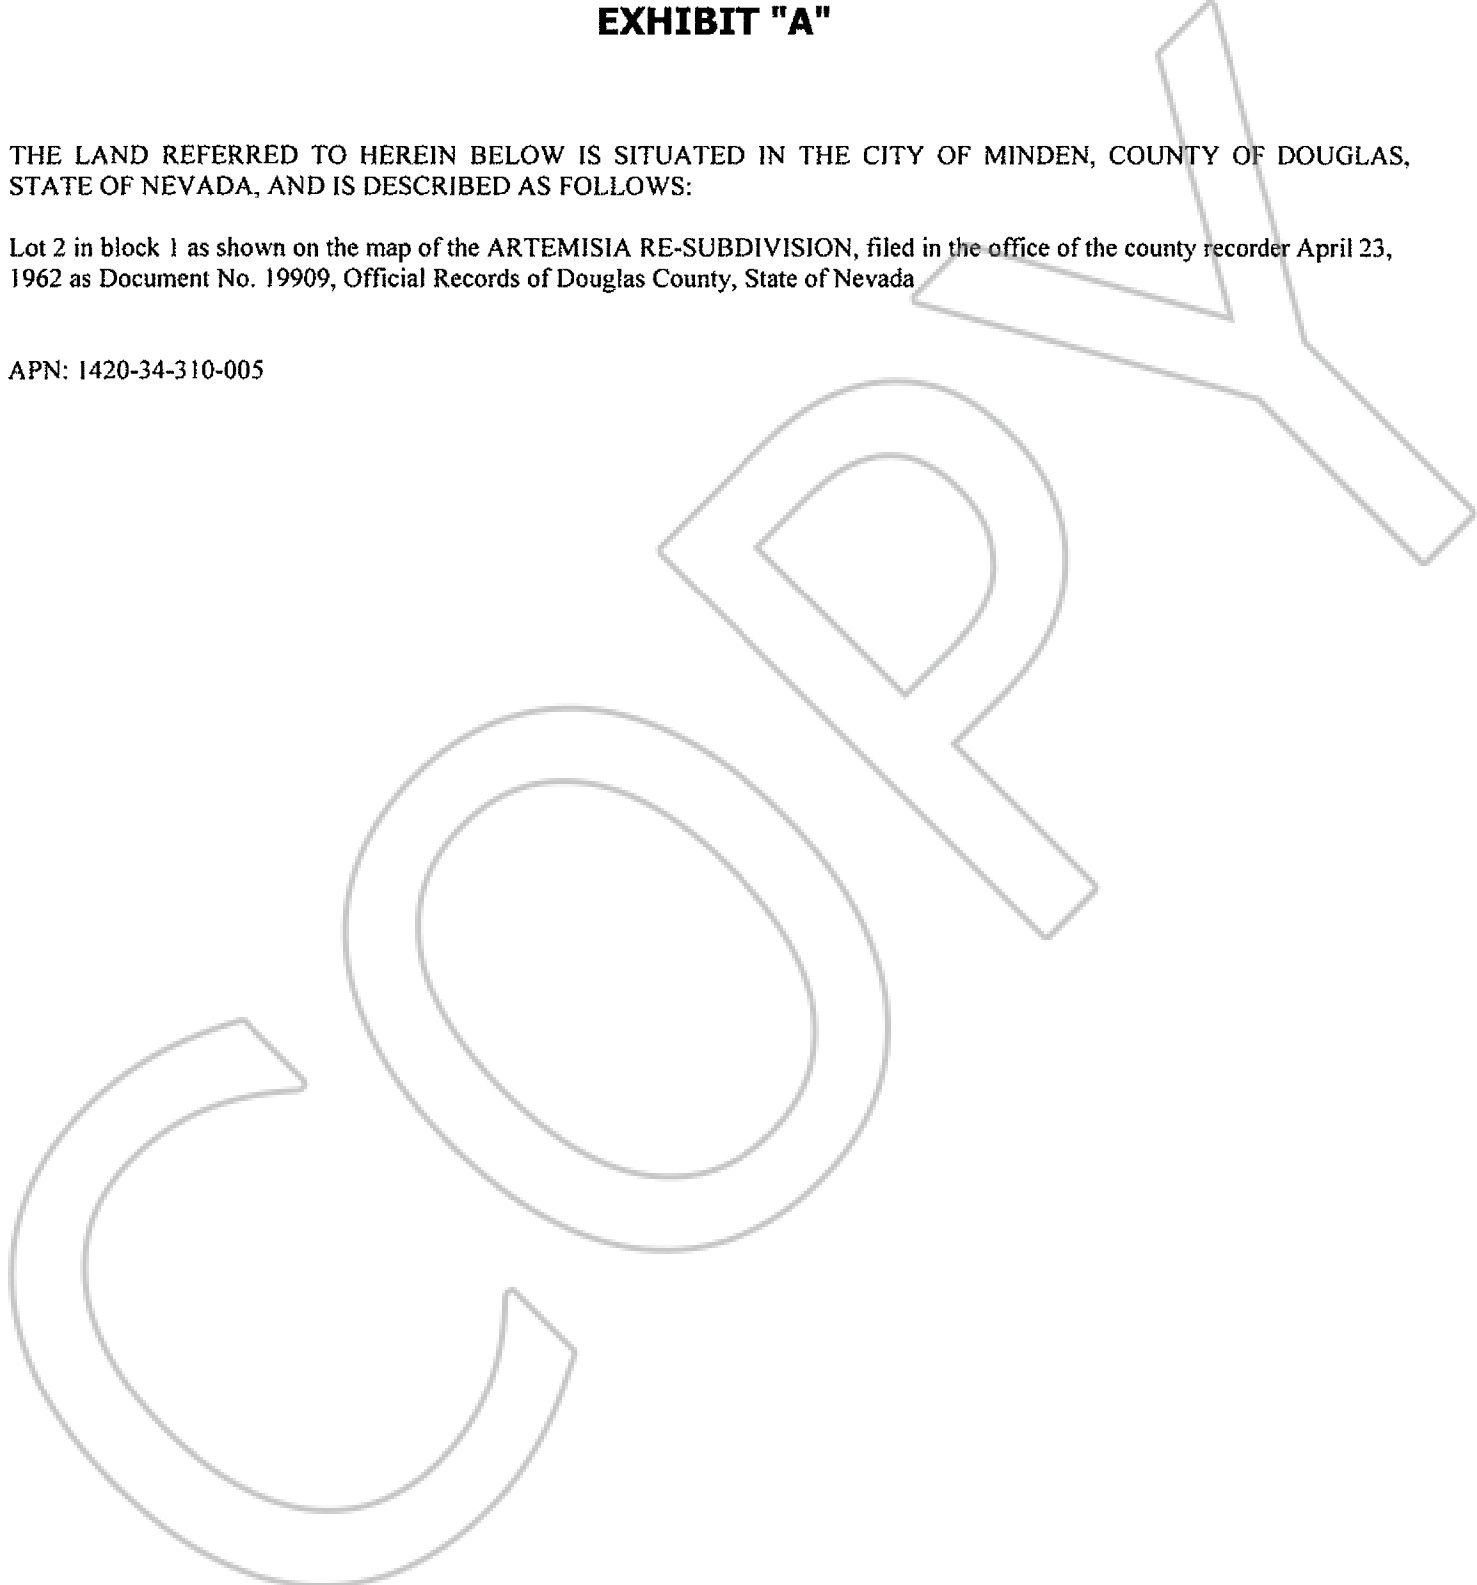 EXHIBIT "A"
THE LAND REFERRED TO HEREIN BELOW IS SITUATED IN THE CITY OF MINDEN, COUNTY OF DOUGLAS,
STATE OF NEVADA, AND IS DESCRIBED AS FOLLOWS:
Lot 2 in block 1 as shown on the map of the ARTEMISIA RE-SUBDIVISION, filed in the office of the county recorder April 23,
1962 as Document No. 19909, Official Records of Douglas County, State of Nevada
APN: 1420-34-310-005
COPY